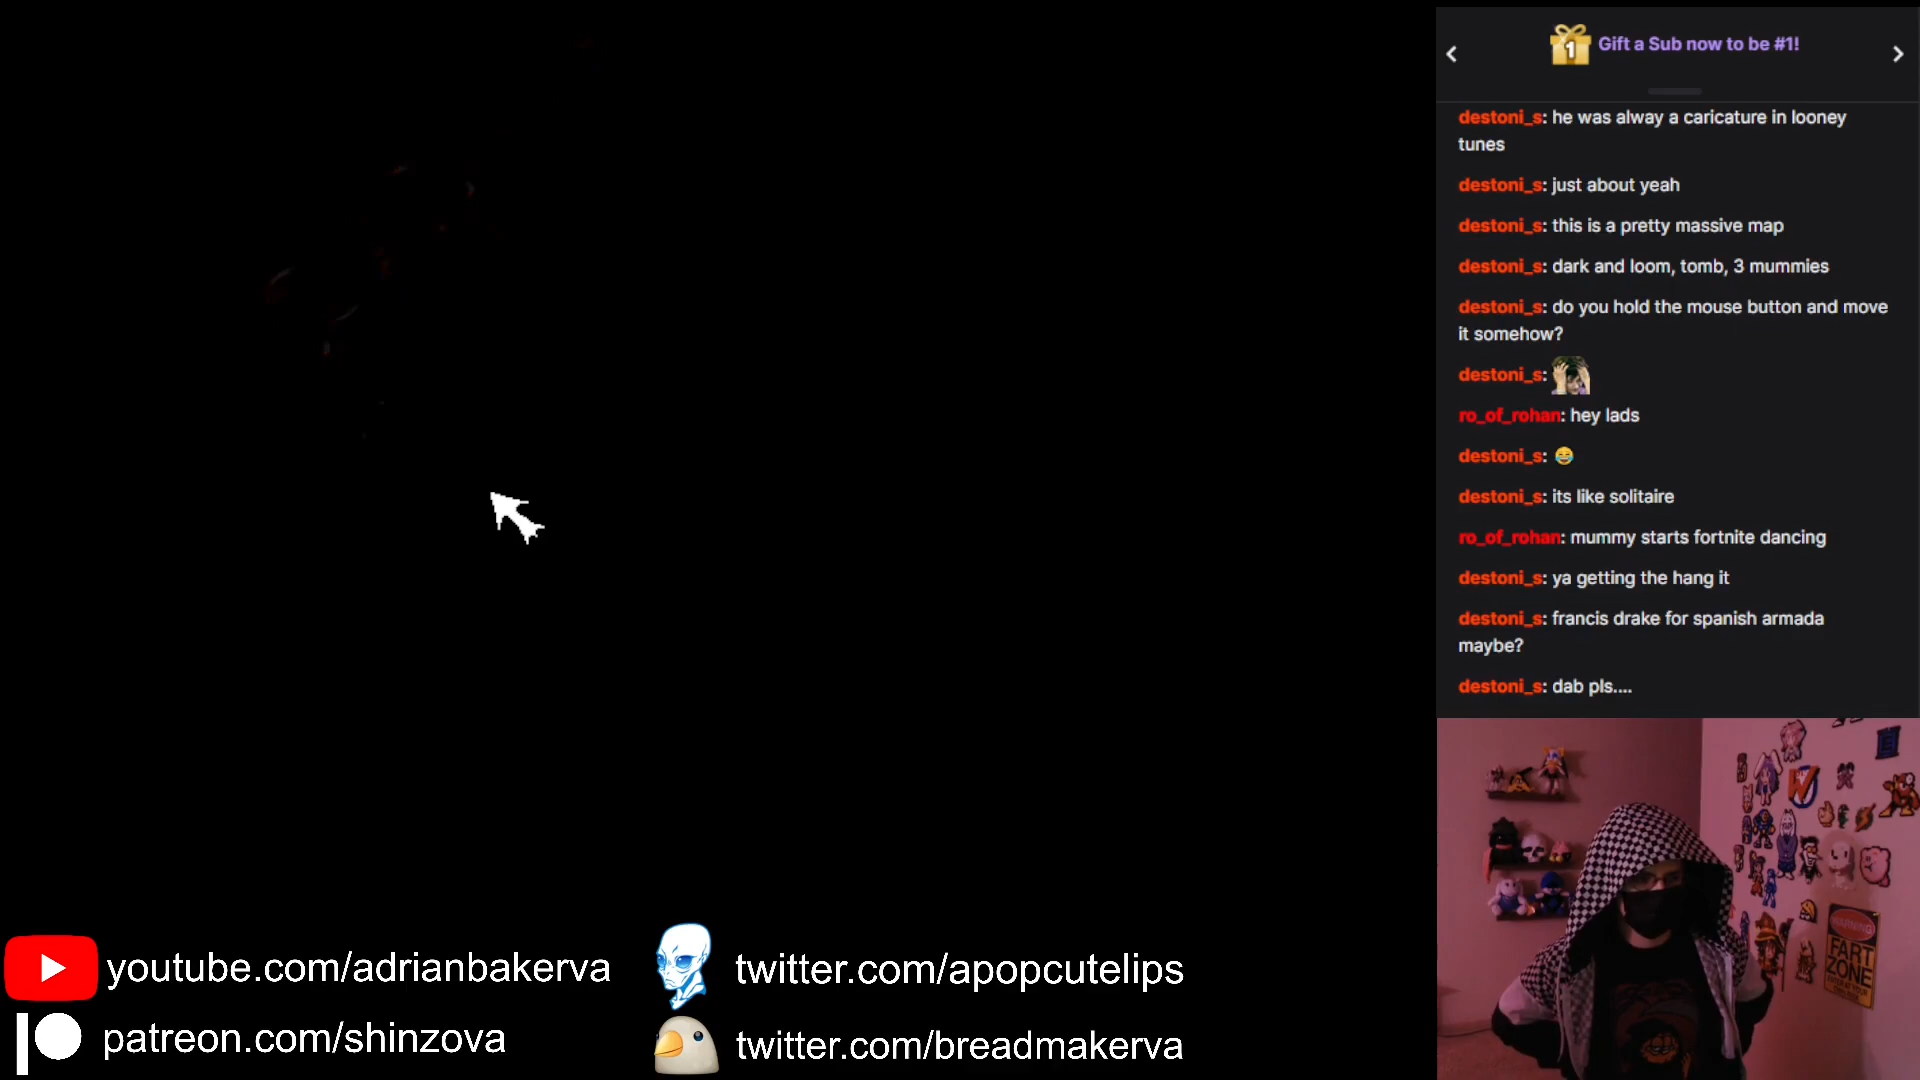 1 Gift a Sub now to be #1!
destoni_s: he was alway a caricature in looney
tunes
destoni_s: just about yeah
destoni_s: this is a pretty massive map
destoni_s: dark and loom, tomb, 3 mummies
destoni_s: do you hold the mouse button and move
it somehow?
destoni_s:
ro_of_rohan: hey lads
destoni_s: 😂
destoni_s: its like solitaire
ro_of_rohan: mummy starts fortnite dancing
destoni_s: ya getting the hang it
destoni_s: francis drake for spanish armada
maybe?
destoni_s: dab pls....
WARNING
FART
ZONE
youtube.com/adrianbakerva
twitter.com/apopcutelips
patreon.com/shinzova
twitter.com/breadmakerva